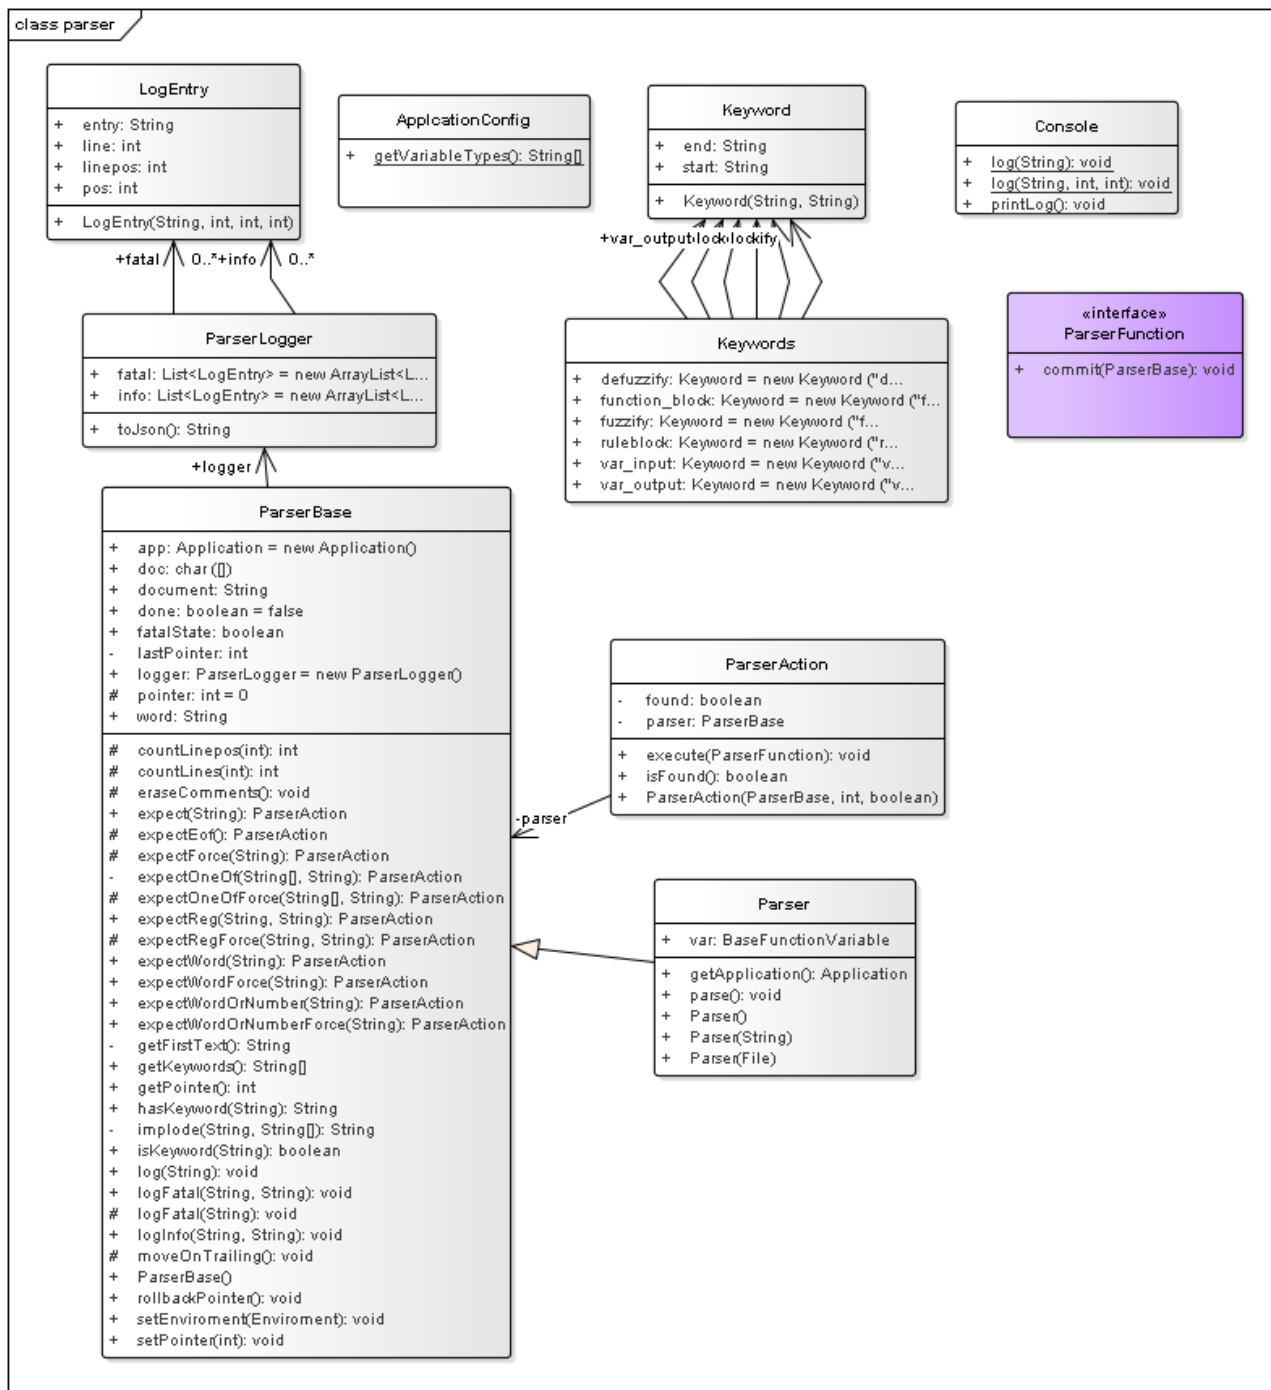 class parser
LogEntry
+ entry: String
+ line: int
+ linepos: int
+ pos: int
+ LogEntry(String, int, int, int)
ApplcationConfig
+ getVariableTypes(): String[]
Keyword
+ end: String
+ start: String
+ Keyword(String, String)
Console
+ log(String): void
+ log(String, int, int): void
+ printLog(): void
+fatal 0..* +info 0..*
+var_output
ParserLogger
+ fatal: List<LogEntry> = new ArrayList<L...
+ info: List<LogEntry> = new ArrayList<L...
+ toJson(): String
Keywords
+ defuzzify: Keyword = new Keyword ("d...
+ function_block: Keyword = new Keyword ("f...
+ fuzzify: Keyword = new Keyword ("f...
+ ruleblock: Keyword = new Keyword ("r...
+ var_input: Keyword = new Keyword ("v...
+ var_output: Keyword = new Keyword ("v...
«interface»
ParserFunction
+ commit(ParserBase): void
+logger
ParserBase
+ app: Application = new Application()
+ doc: char ([])
+ document: String
+ done: boolean = false
+ fatalState: boolean
- lastPointer: int
+ logger: ParserLogger = new ParserLogger()
# pointer: int = 0
+ word: String
# countLinepos(int): int
# countLines(int): int
# eraseComments(): void
+ expect(String): ParserAction
# expectEof(): ParserAction
# expectForce(String): ParserAction
- expectOneOf(String[], String): ParserAction
# expectOneOfForce(String[], String): ParserAction
+ expectReg(String, String): ParserAction
# expectRegForce(String, String): ParserAction
+ expectWord(String): ParserAction
+ expectWordForce(String): ParserAction
+ expectWordOrNumber(String): ParserAction
+ expectWordOrNumberForce(String): ParserAction
- getFirstText(): String
+ getKeywords(): String[]
+ getPointer(): int
+ hasKeyword(String): String
- implode(String, String[]): String
+ isKeyword(String): boolean
+ log(String): void
+ logFatal(String, String): void
# logFatal(String): void
+ logInfo(String, String): void
# moveOnTrailing(): void
+ ParserBase()
+ rollbackPointer(): void
+ setEnviroment(Enviroment): void
+ setPointer(int): void
ParserAction
- found: boolean
- parser: ParserBase
+ execute(ParserFunction): void
+ isFound(): boolean
+ ParserAction(ParserBase, int, boolean)
-parser
Parser
+ var: BaseFunctionVariable
+ getApplication(): Application
+ parse(): void
+ Parser()
+ Parser(String)
+ Parser(File)